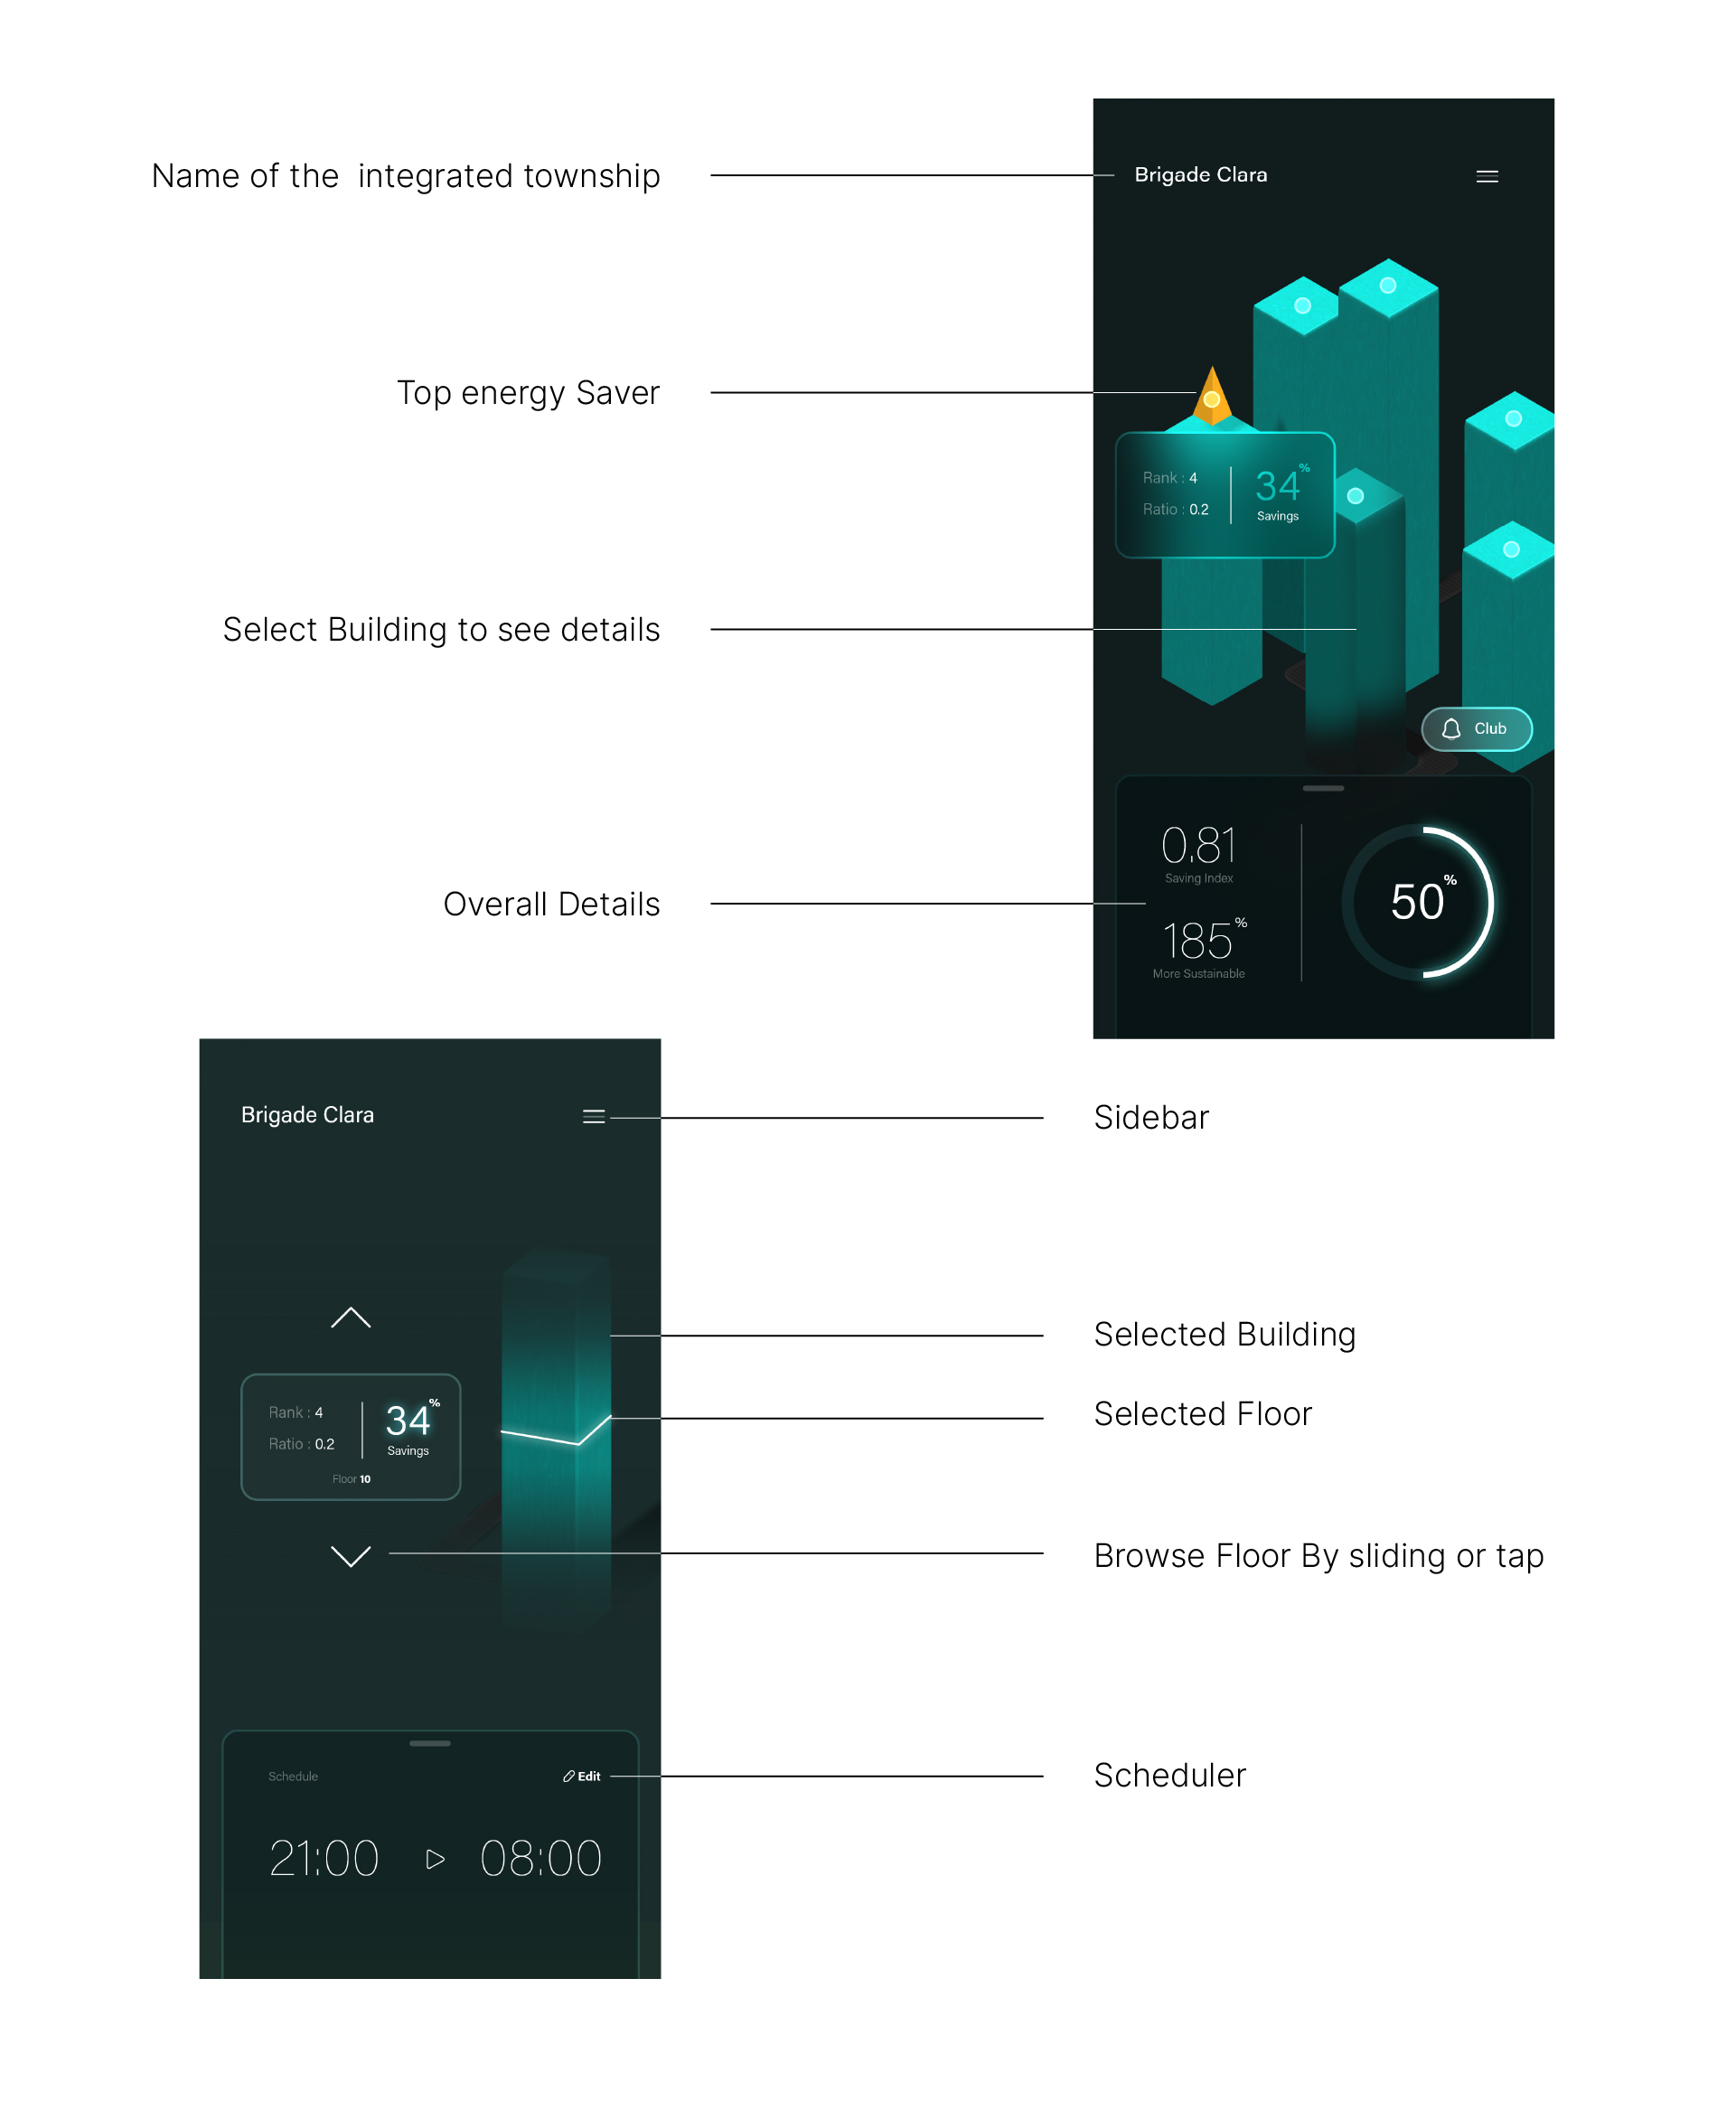 Name of the  integrated township
Brigade Clara
Top energy Saver
Rank : 4
Ratio : 0.2
34%
Savings
Select Building to see details
Club
Overall Details
0.81
Saving Index
185%
More Sustainable
50%
Brigade Clara
Sidebar
Selected Building
Rank : 4
Ratio : 0.2
34%
Savings
Floor 10
Selected Floor
Browse Floor By sliding or tap
Schedule
Edit
Scheduler
21:00
08:00